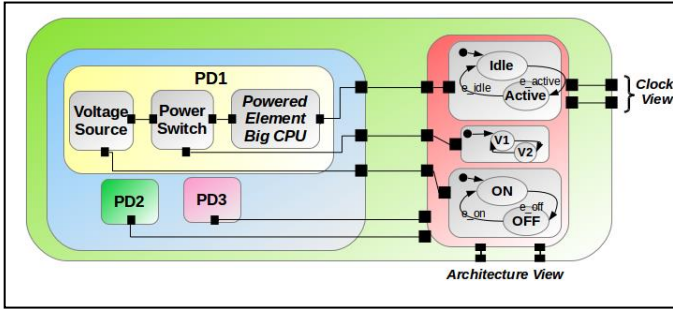 PD1
Voltage
Source
Power
Switch
Powered
Element
Big CPU
PD2
PD3
Idle
e_idle
e_active
Active
V1
V2
ON
e_on
e_off
OFF
Clock
View
Architecture View